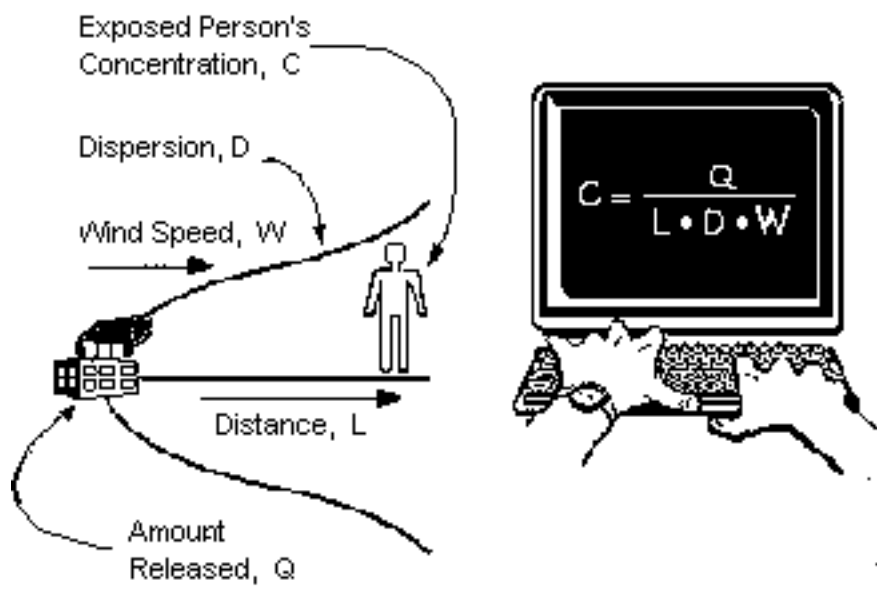 Exposed Person's
Concentration, C
Dispersion, D
Wind Speed, W
Distance, L
Amount
Released, Q
C = Q / L • D • W